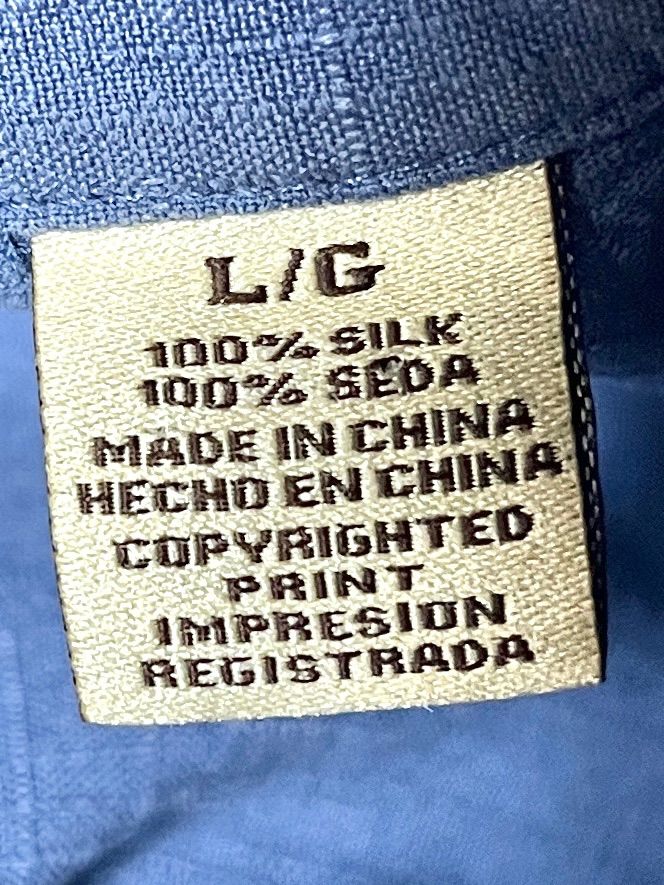 L/G
100% SILK
100% SEDA
MADE IN CHINA
HECHO EN CHINA
COPYRIGHTED
PRINT
IMPRESION
REGISTRADA